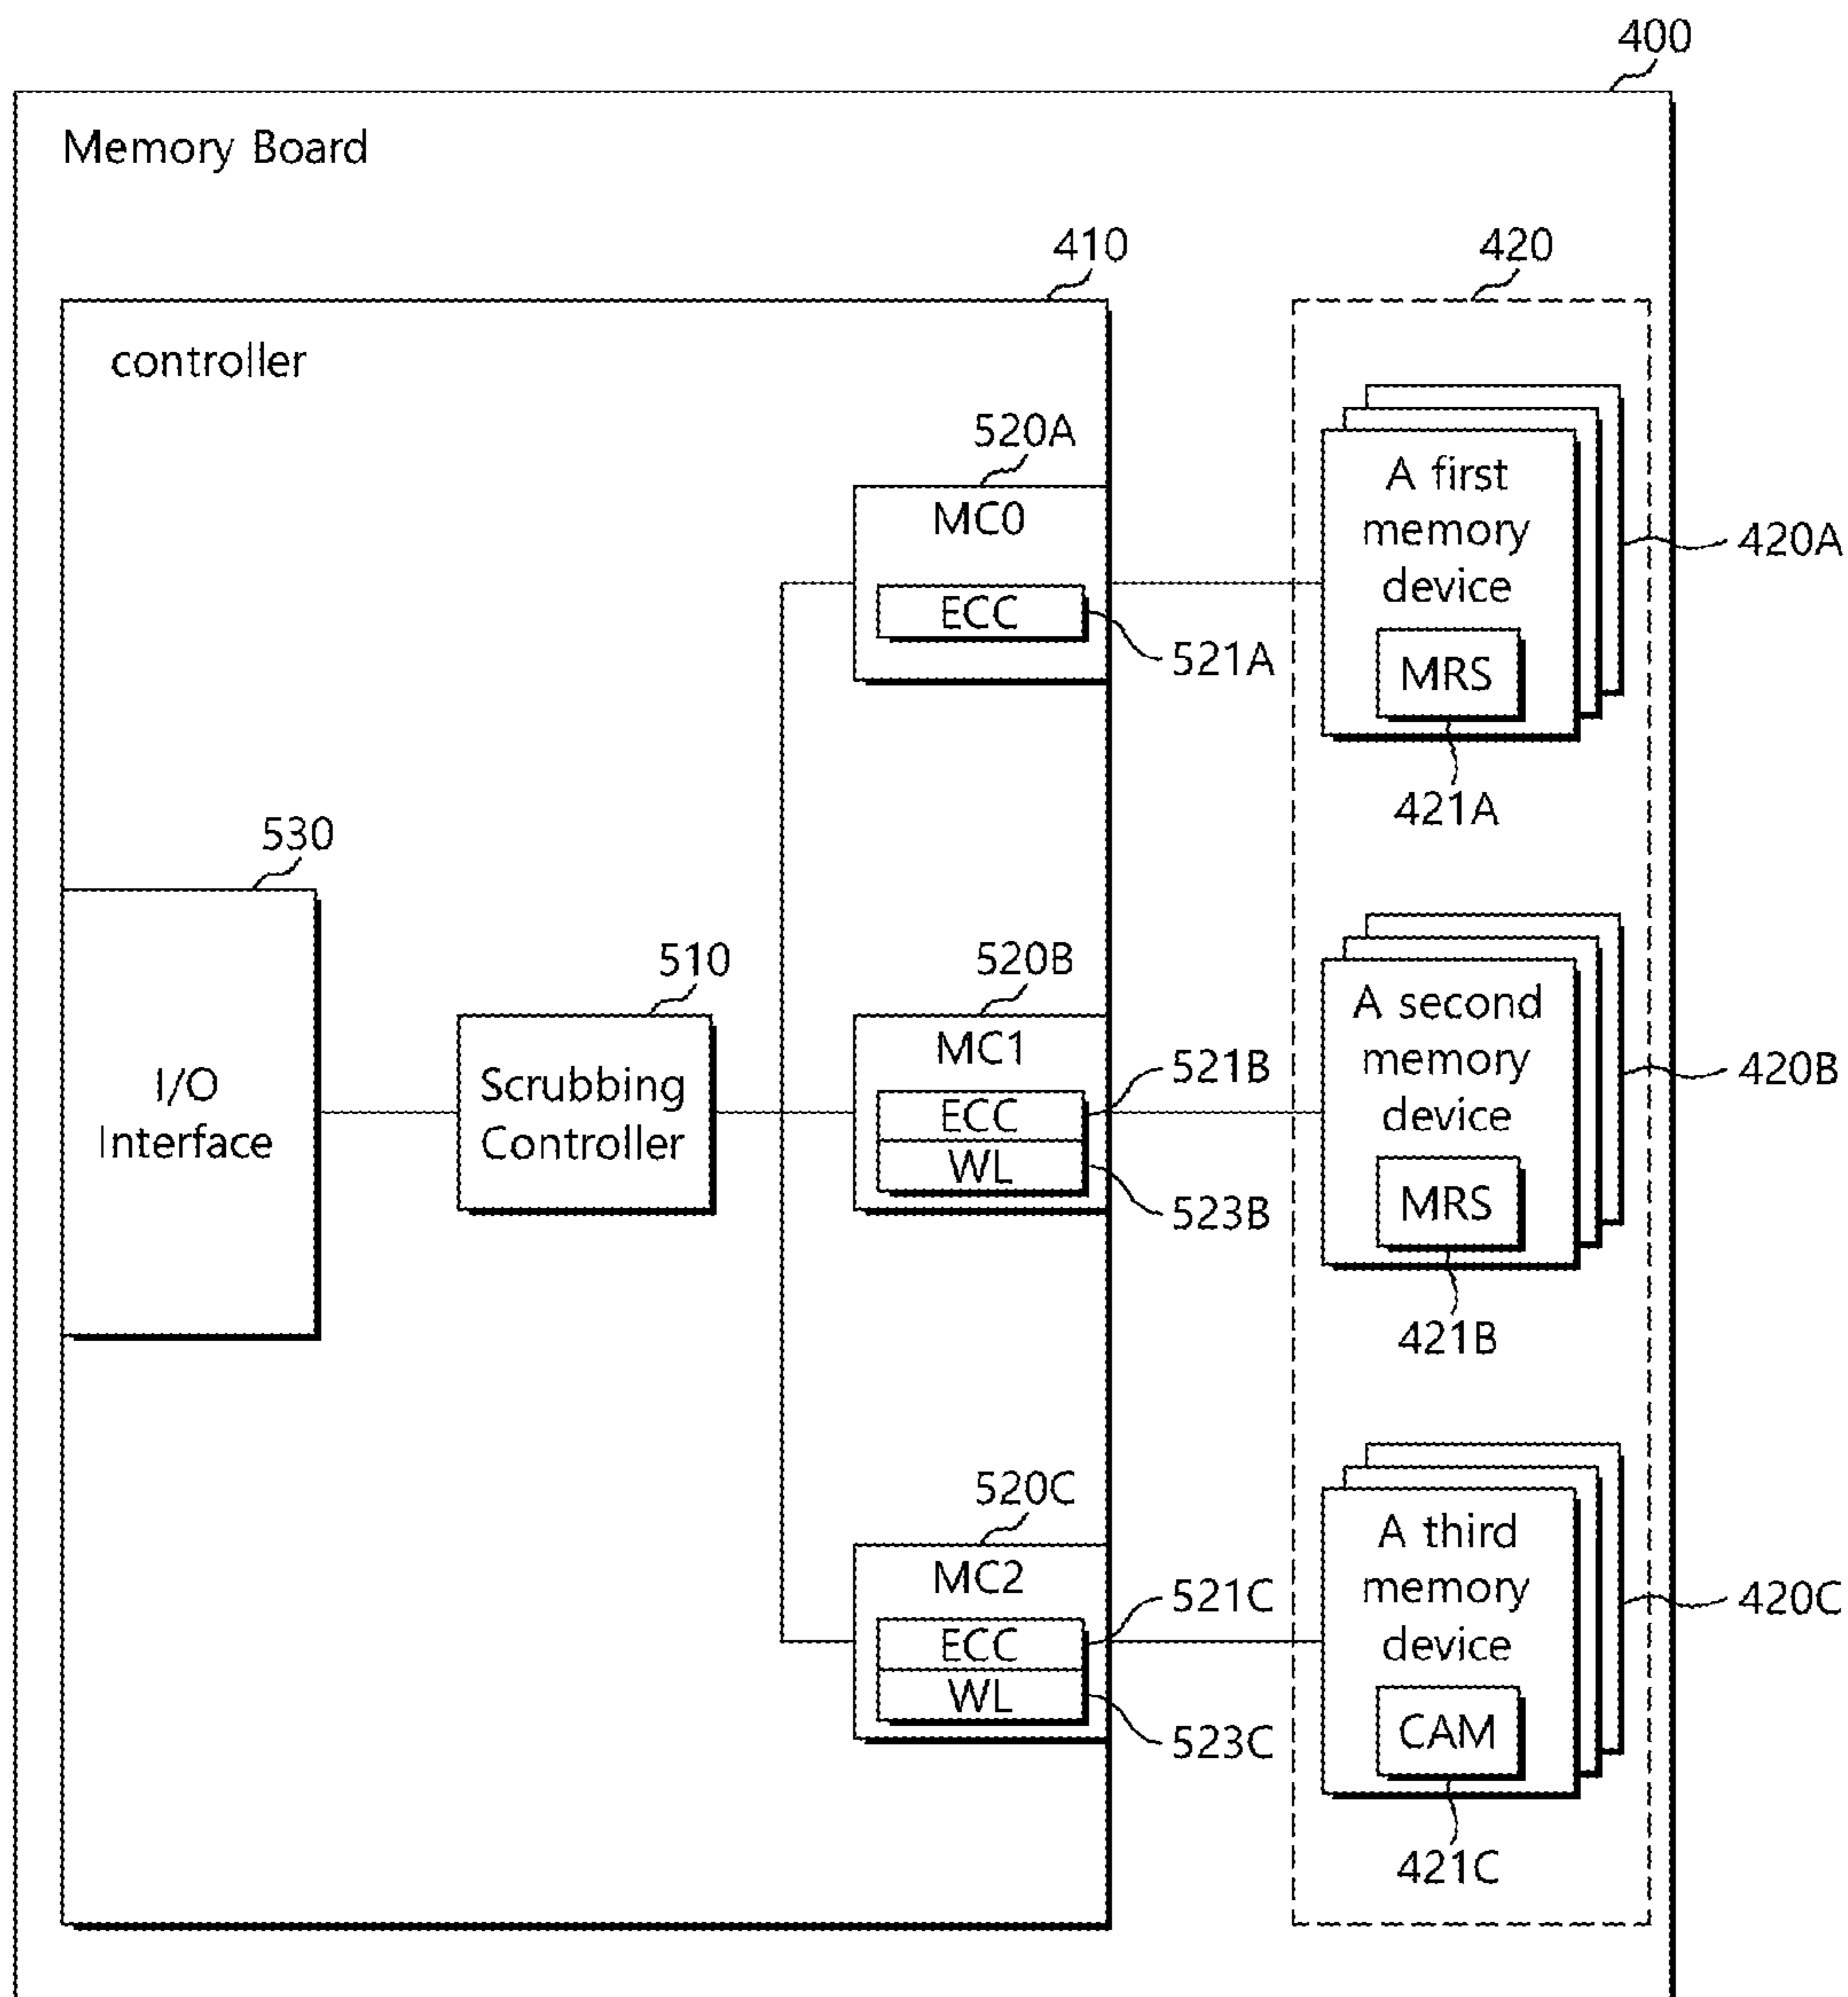 400
Memory Board
410
420
controller
520A
MC0
ECC
521A
A first
memory
device
MRS
420A
421A
530
I/O
Interface
510
Scrubbing
Controller
520B
MC1
ECC
WL
521B
523B
A second
memory
device
MRS
420B
421B
520C
MC2
ECC
WL
521C
523C
A third
memory
device
CAM
420C
421C